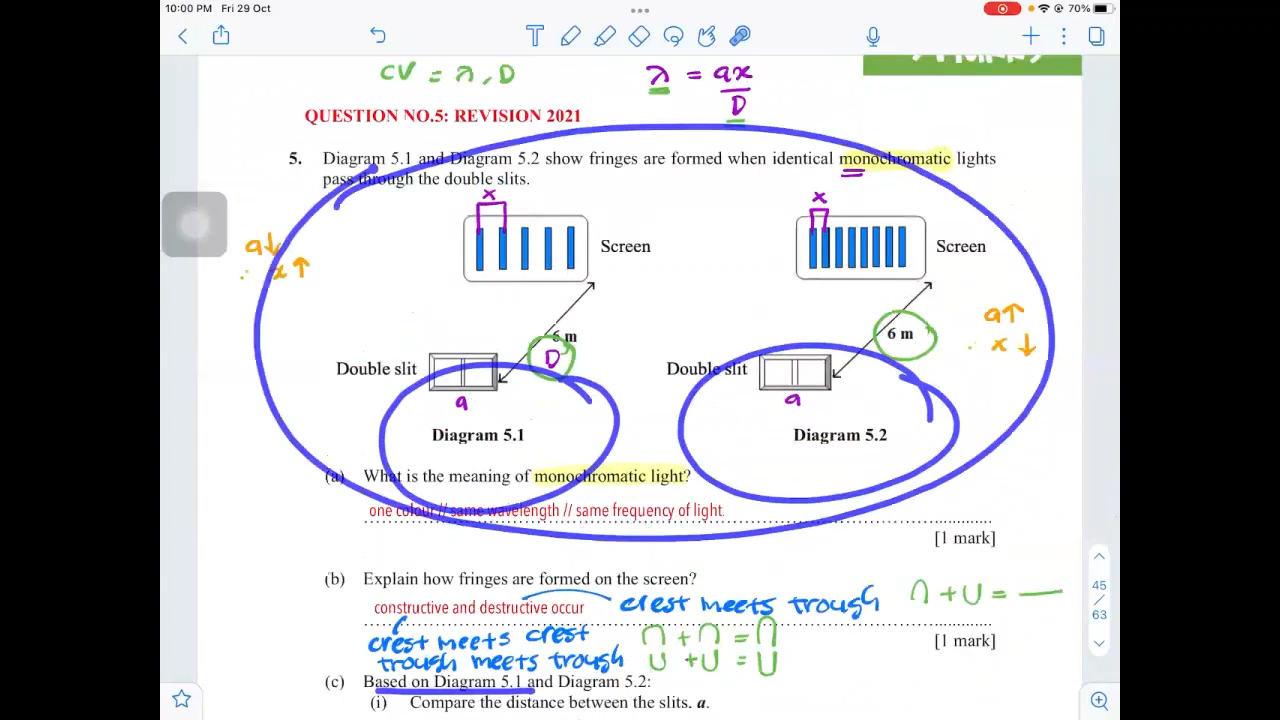 10:00 PM Fri 29 Oct
70%
T
CV = λ, D
λ = ax
D
QUESTION NO.5: REVISION 2021
5. Diagram 5.1 and Diagram 5.2 show fringes are formed when identical monochromatic lights
pass through the double slits.
x
x
Screen
Screen
a↓
∴ x↑
a↑
∴ x↓
6 m
6 m
D
Double slit
Double slit
a
a
Diagram 5.1
Diagram 5.2
(a) What is the meaning of monochromatic light?
one colour // same wavelength // same frequency of light.
[1 mark]
(b) Explain how fringes are formed on the screen?
constructive and destructive occur
crest meets trough
∩ + U = —
crest meets crest
∩ + ∩ = ∩
[1 mark]
trough meets trough
U + U = U
(c) Based on Diagram 5.1 and Diagram 5.2:
(i) Compare the distance between the slits. a.
45
/
63